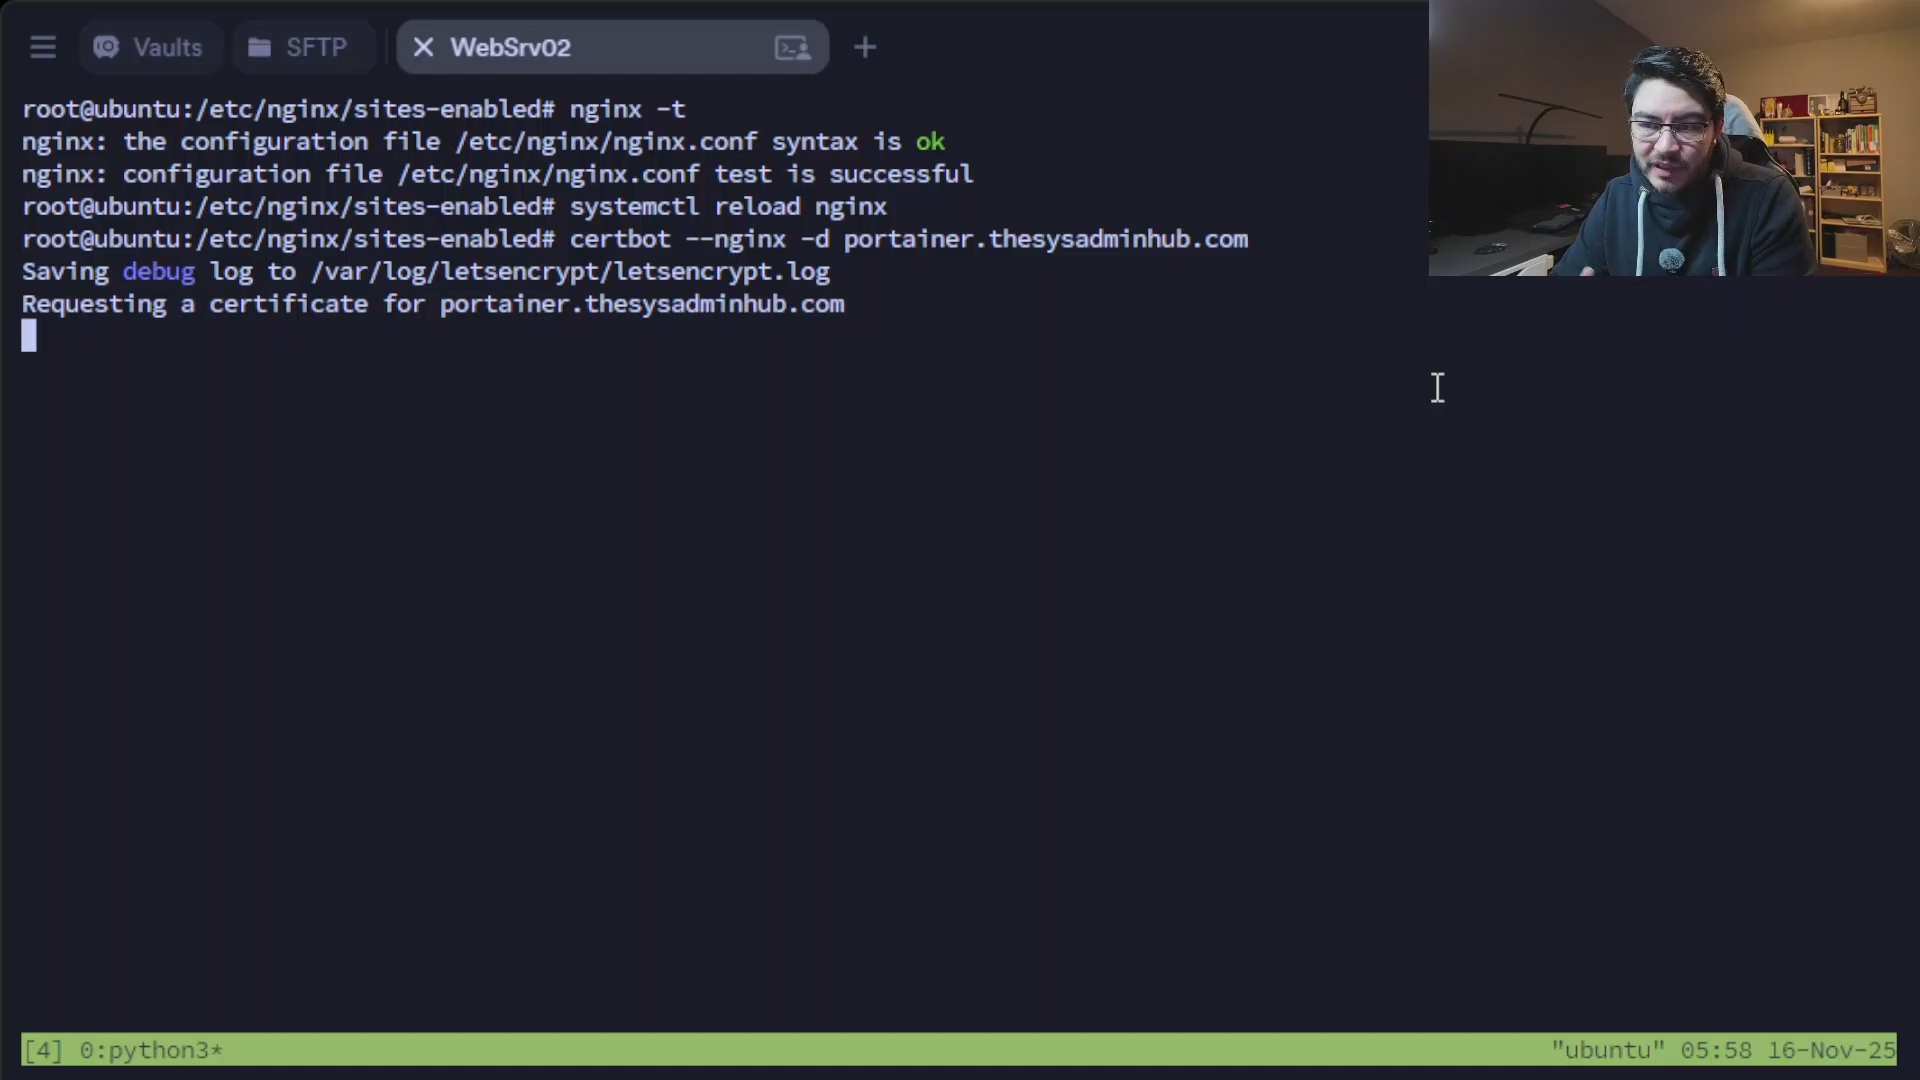 Vaults
SFTP
WebSrv02
root@ubuntu:/etc/nginx/sites-enabled# nginx -t
nginx: the configuration file /etc/nginx/nginx.conf syntax is ok
nginx: configuration file /etc/nginx/nginx.conf test is successful
root@ubuntu:/etc/nginx/sites-enabled# systemctl reload nginx
root@ubuntu:/etc/nginx/sites-enabled# certbot --nginx -d portainer.thesysadminhub.com
Saving debug log to /var/log/letsencrypt/letsencrypt.log
Requesting a certificate for portainer.thesysadminhub.com
[4] 0:python3* "ubuntu" 05:58 16-Nov-25